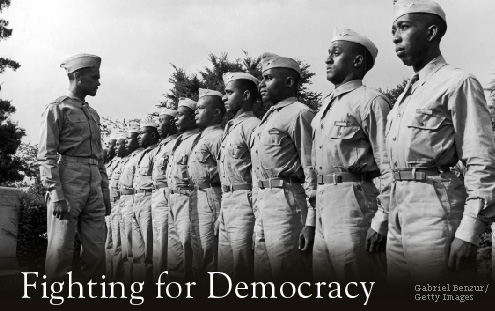 Fighting for Democracy
Gabriel Benzur/
Getty Images